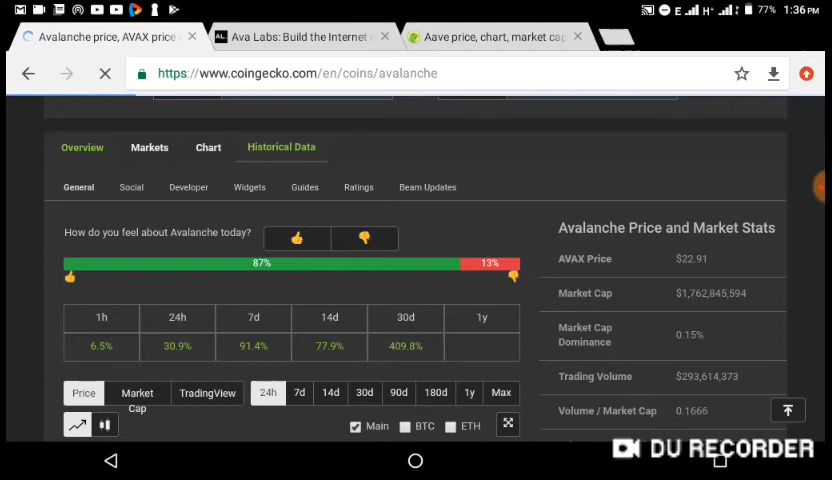 77% 1:36 PM
Avalanche price, AVAX price
AL. Ava Labs: Build the Internet
Aave price, chart, market cap
https://www.coingecko.com/en/coins/avalanche
Overview Markets Chart Historical Data
General Social Developer Widgets Guides Ratings Beam Updates
How do you feel about Avalanche today?
87% 13%
1h 24h 7d 14d 30d 1y
6.5% 30.9% 91.4% 77.9% 409.8%
Price Market Cap TradingView 24h 7d 14d 30d 90d 180d 1y Max
Main BTC ETH
Avalanche Price and Market Stats
AVAX Price $22.91
Market Cap $1,762,845,594
Market Cap Dominance 0.15%
Trading Volume $293,614,373
Volume / Market Cap 0.1666
DU RECORDER